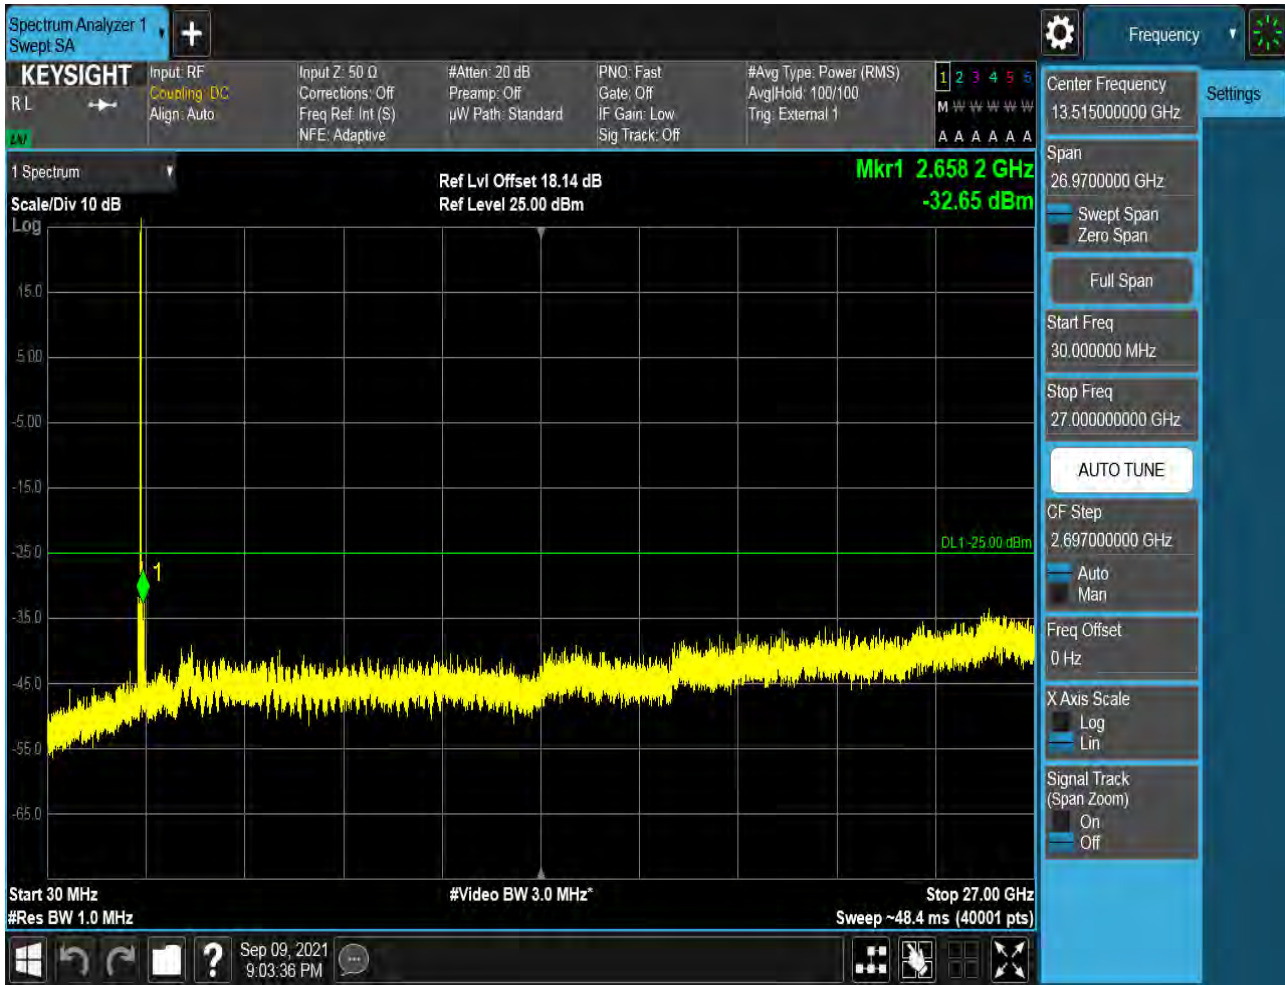 Spectrum Analyzer 1
Swept SA
Frequency
KEYSIGHT
R L
Input: RF
Coupling: DC
Align: Auto
Input Z: 50 Ω
Corrections: Off
Freq Ref: Int (S)
NFE: Adaptive
#Atten: 20 dB
Preamp: Off
µW Path: Standard
PNO: Fast
Gate: Off
IF Gain: Low
Sig Track: Off
#Avg Type: Power (RMS)
Avg|Hold: 100/100
Trig: External 1
1 2 3 4 5 6
M W W W W W
A A A A A A
1 Spectrum
Scale/Div 10 dB
Log
Ref Lvl Offset 18.14 dB
Ref Level 25.00 dBm
Mkr1 2.658 2 GHz
-32.65 dBm
15.0
5.00
-5.00
-15.0
-25.0
-35.0
-45.0
-55.0
-65.0
DL1 -25.00 dBm
1
Start 30 MHz
#Res BW 1.0 MHz
#Video BW 3.0 MHz*
Stop 27.00 GHz
Sweep ~48.4 ms (40001 pts)
Center Frequency
13.515000000 GHz
Settings
Span
26.9700000 GHz
Swept Span
Zero Span
Full Span
Start Freq
30.000000 MHz
Stop Freq
27.000000000 GHz
AUTO TUNE
CF Step
2.697000000 GHz
Auto
Man
Freq Offset
0 Hz
X Axis Scale
Log
Lin
Signal Track
(Span Zoom)
On
Off
Sep 09, 2021
9:03:36 PM